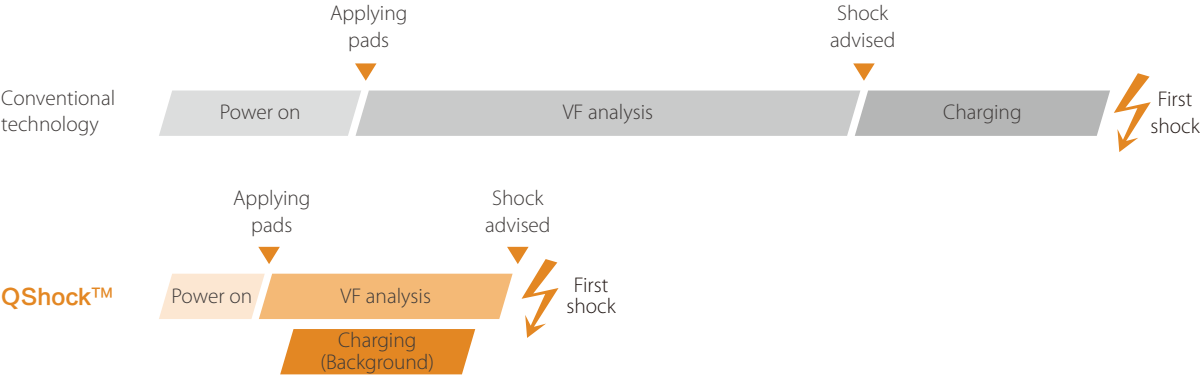 Applying
pads
Shock
advised
Conventional
technology
Power on
VF analysis
Charging
First
shock
Applying
pads
Shock
advised
QShock™
Power on
VF analysis
First
shock
Charging
(Background)